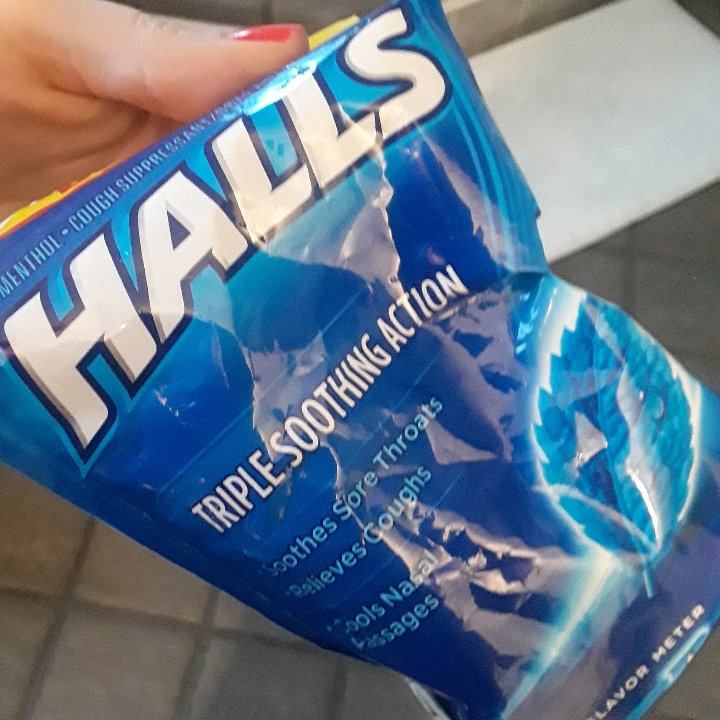 MENTHOL • COUGH SUPPRESSANT/
HALLS
TRIPLE SOOTHING ACTION
Soothes Sore Throats
Relieves Coughs
Cools Nasal
Passages
FLAVOR METER